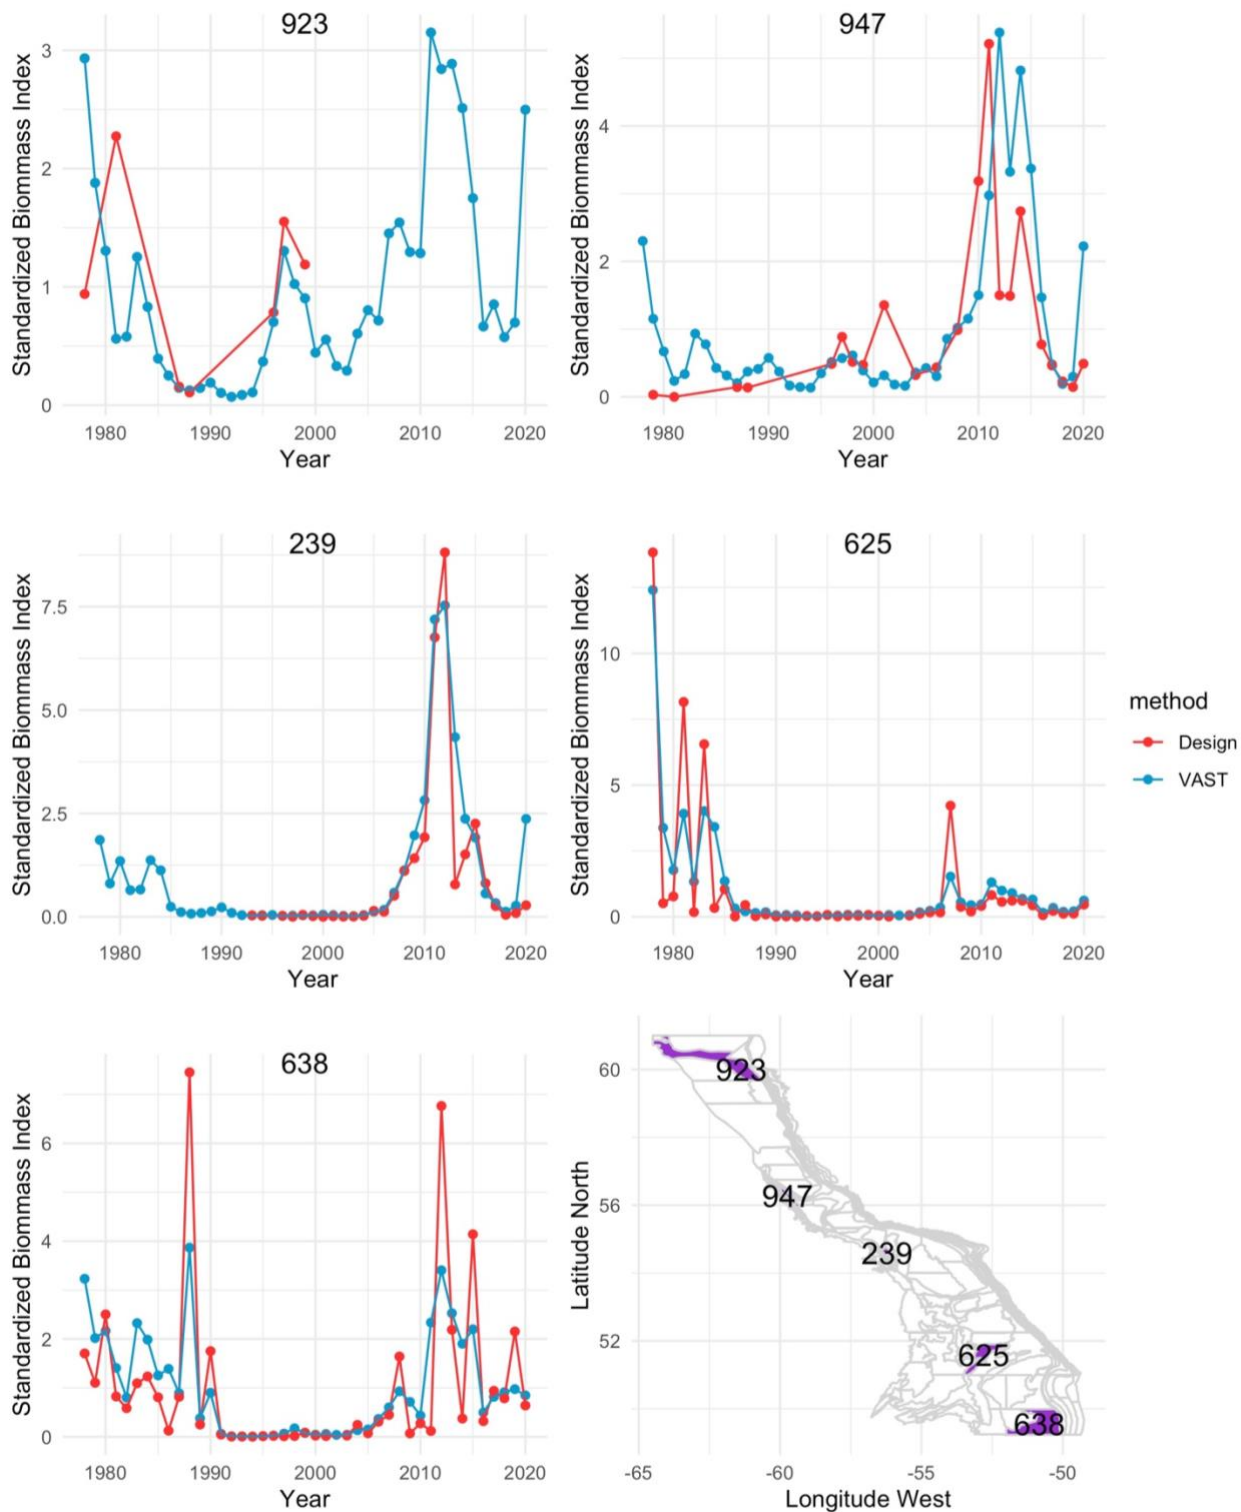 923
Standardized Biommass Index
3
2
1
0
1980 1990 2000 2010 2020
Year
947
Standardized Biommass Index
4
2
0
1980 1990 2000 2010 2020
Year
239
Standardized Biommass Index
7.5
5.0
2.5
0.0
1980 1990 2000 2010 2020
Year
625
Standardized Biommass Index
10
5
0
1980 1990 2000 2010 2020
Year
method
Design
VAST
638
Standardized Biommass Index
6
4
2
0
1980 1990 2000 2010 2020
Year
Latitude North
60
56
52
923
947
239
625
638
-65 -60 -55 -50
Longitude West